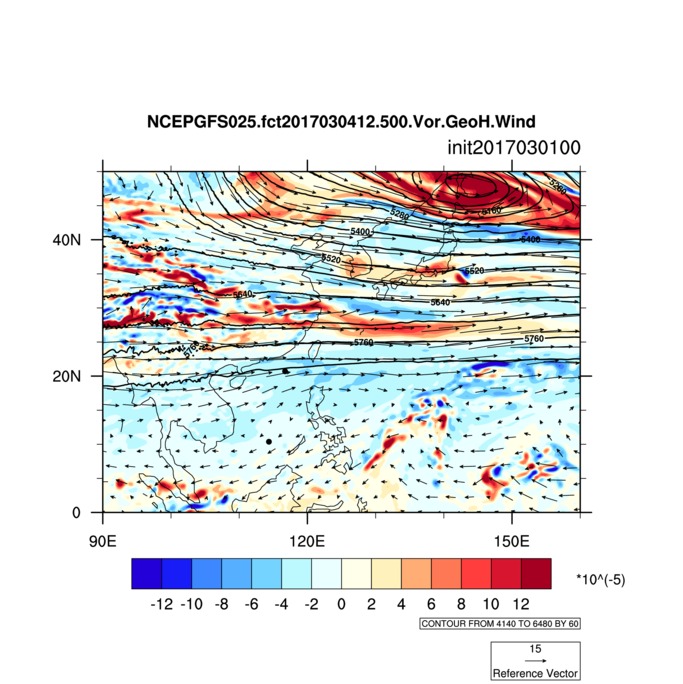 NCEPGFS025.fct2017030412.500.Vor.GeoH.Wind
init2017030100
5280
5160
5280
5400
5400
40N
5520
5520
5640
5640
5760
5760
5760
20N
0
90E 120E 150E
-12 -10 -8 -6 -4 -2 0 2 4 6 8 10 12
*10^(-5)
CONTOUR FROM 4140 TO 6480 BY 60
15
Reference Vector